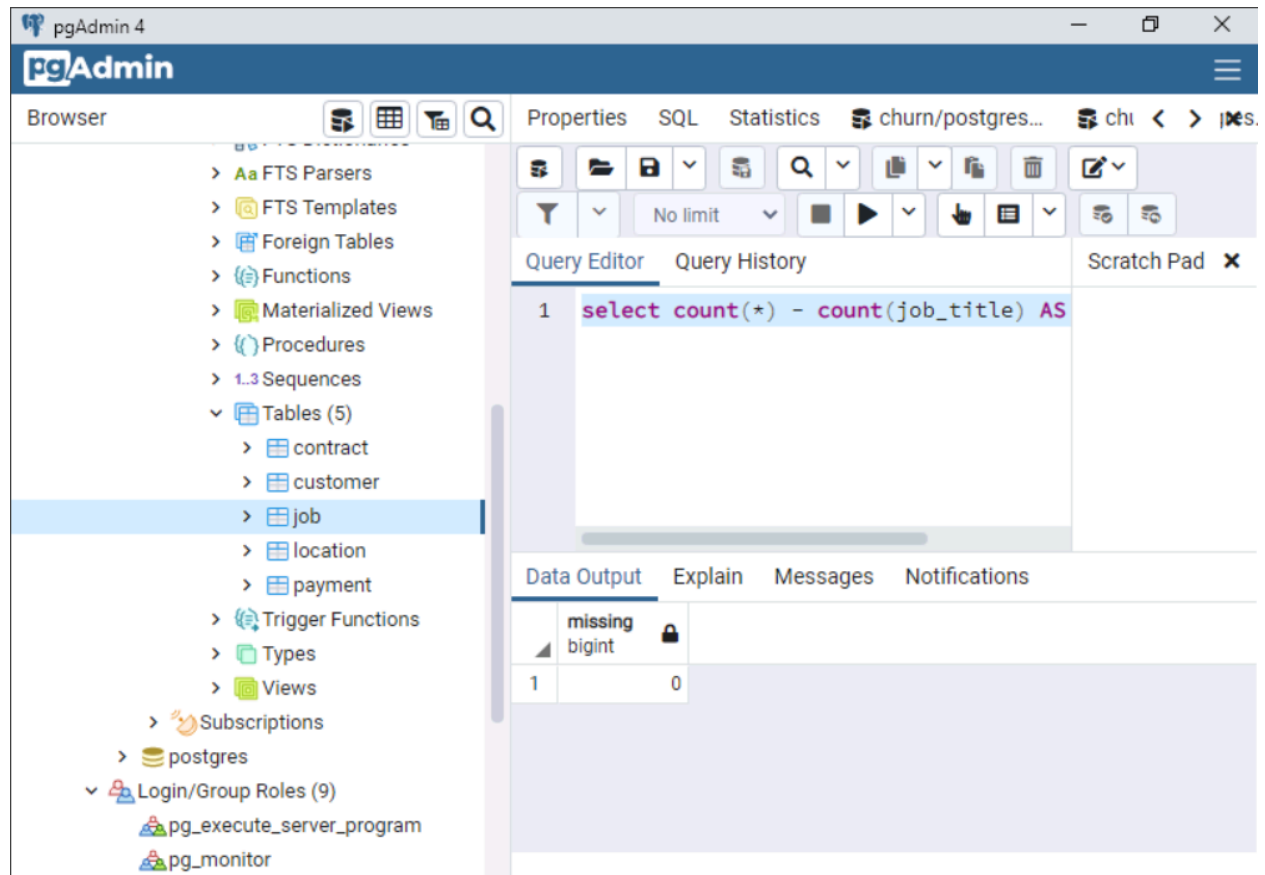 pgAdmin 4
pgAdmin
Browser
Properties SQL Statistics churn/postgres... chu
FTS Parsers
FTS Templates
Foreign Tables
Functions
Materialized Views
Procedures
1..3 Sequences
Tables (5)
contract
customer
job
location
payment
Trigger Functions
Types
Views
Subscriptions
postgres
Login/Group Roles (9)
pg_execute_server_program
pg_monitor
No limit
Query Editor Query History
Scratch Pad
1 select count(*) - count(job_title) AS
Data Output Explain Messages Notifications
missing
bigint
1 0